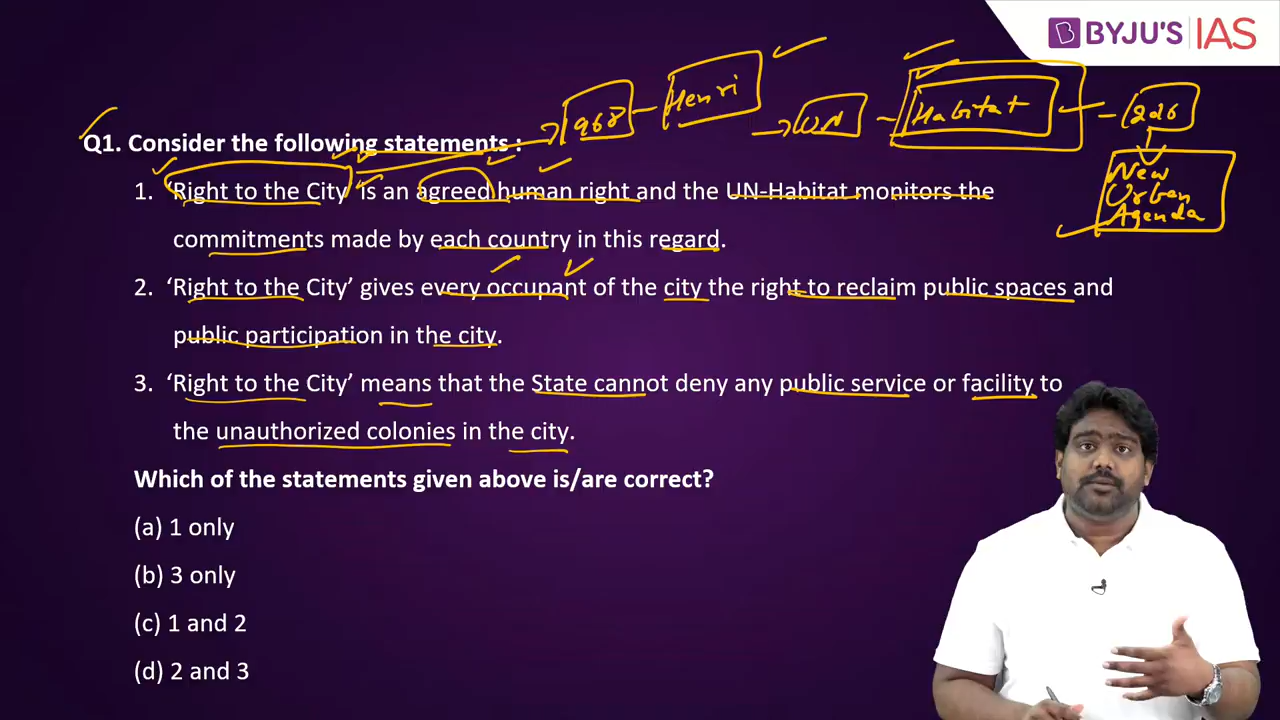 BYJU'S IAS
1968 Henri UN Habitat 2016
New
Urban
Agenda
Q1. Consider the following statements :
1. 'Right to the City' is an agreed human right and the UN-Habitat monitors the
commitments made by each country in this regard.
2. 'Right to the City' gives every occupant of the city the right to reclaim public spaces and
public participation in the city.
3. 'Right to the City' means that the State cannot deny any public service or facility to
the unauthorized colonies in the city.
Which of the statements given above is/are correct?
(a) 1 only
(b) 3 only
(c) 1 and 2
(d) 2 and 3